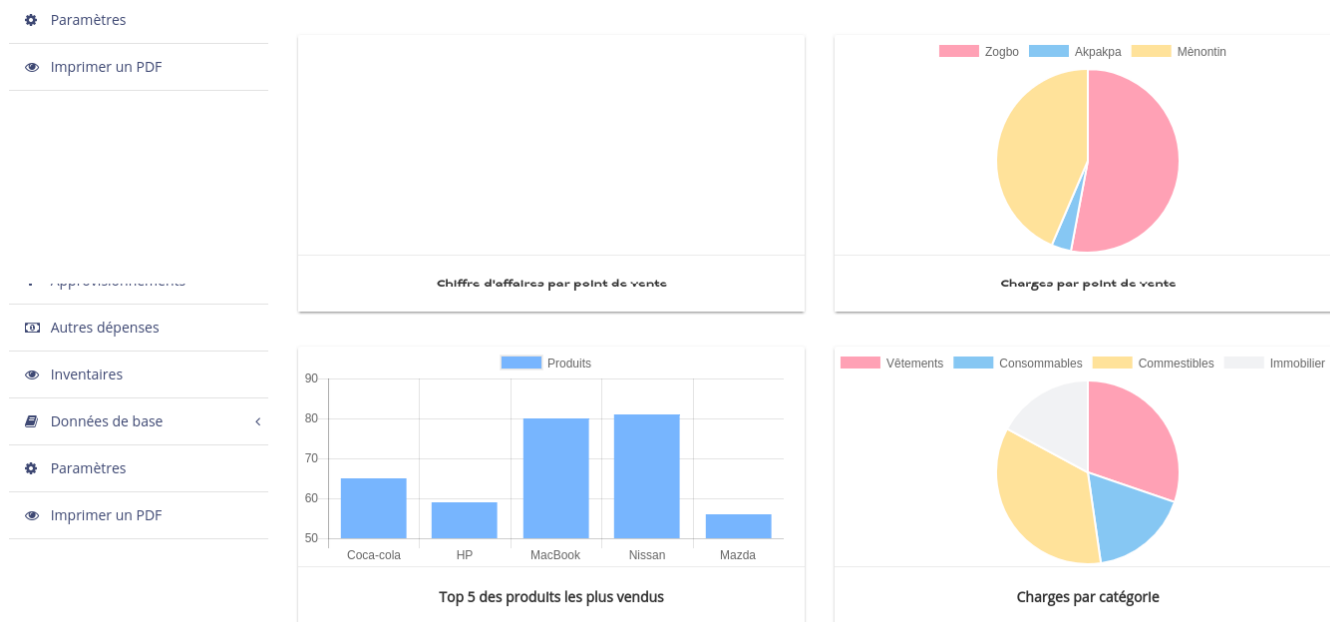 Paramètres
Imprimer un PDF
Zogbo Akpakpa Mènontin
Approvisionnements
Chiffre d'affaires par point de vente
Charges par point de vente
Autres dépenses
Inventaires
Données de base
Paramètres
Imprimer un PDF
Produits
90
80
70
60
50
Coca-cola HP MacBook Nissan Mazda
Top 5 des produits les plus vendus
Vêtements Consommables Commestibles Immobilier
Charges par catégorie